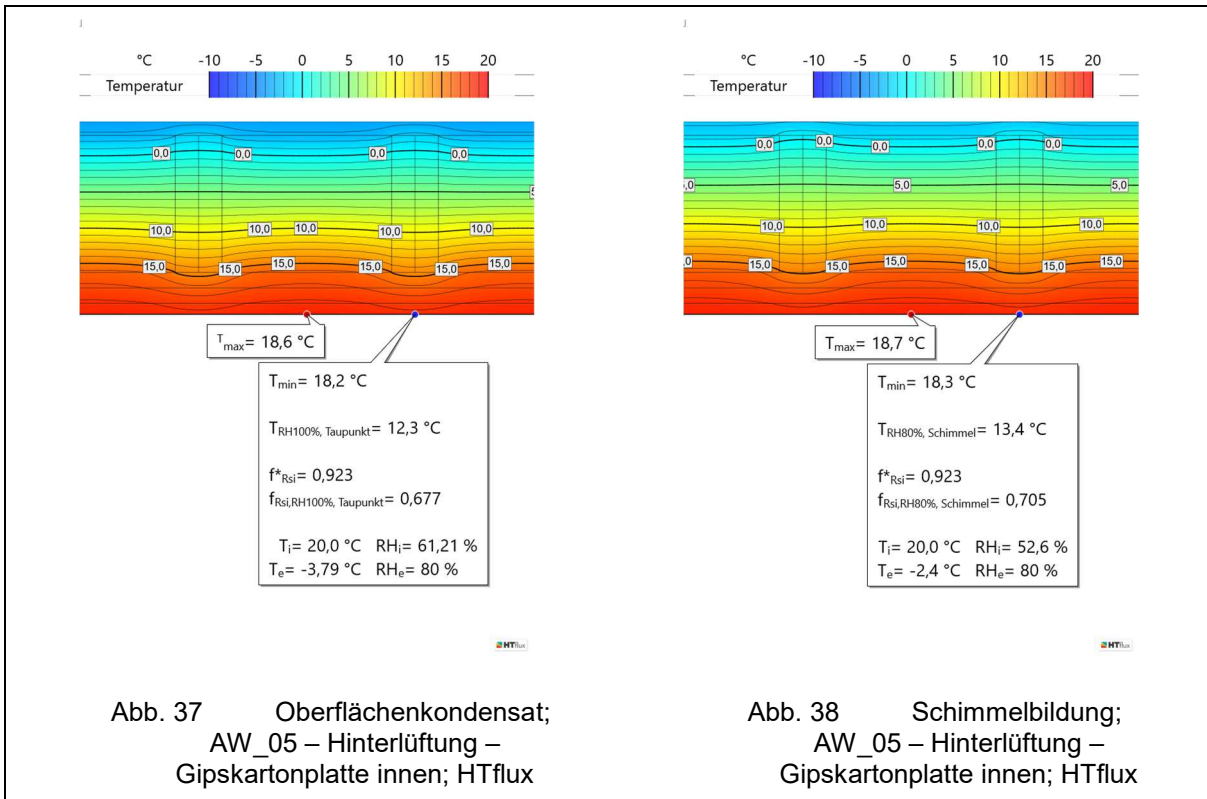 °C -10 -5 0 5 10 15 20
Temperatur
0,0 0,0 0,0 0,0
5
10,0 10,0 10,0 10,0 10,0
15,0 15,0 15,0 15,0 15,0
Tmax= 18,6 °C
Tmin= 18,2 °C
TRH100%, Taupunkt= 12,3 °C
f*Rsi= 0,923
fRsi,RH100%, Taupunkt= 0,677
Ti= 20,0 °C RHi= 61,21 %
Te= -3,79 °C RHe= 80 %
HTflux
Abb. 37 Oberflächenkondensat;
AW_05 – Hinterlüftung –
Gipskartonplatte innen; HTflux
°C -10 -5 0 5 10 15 20
Temperatur
0,0 0,0 0,0 0,0 0,0
5,0 5,0 5,0
10,0 10,0 10,0 10,0
,0 15,0 15,0 15,0 15,0 15,0
Tmax= 18,7 °C
Tmin= 18,3 °C
TRH80%, Schimmel= 13,4 °C
f*Rsi= 0,923
fRsi,RH80%, Schimmel= 0,705
Ti= 20,0 °C RHi= 52,6 %
Te= -2,4 °C RHe= 80 %
HTflux
Abb. 38 Schimmelbildung;
AW_05 – Hinterlüftung –
Gipskartonplatte innen; HTflux